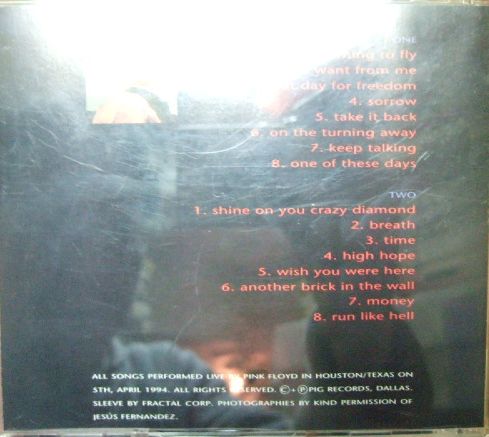 ONE
to fly
want from me
day for freedom
4. sorrow
5. take it back
6. on the turning away
7. keep talking
8. one of these days
TWO
1. shine on you crazy diamond
2. breath
3. time
4. high hope
5. wish you were here
6. another brick in the wall
7. money
8. run like hell
ALL SONGS PERFORMED LIVE BY PINK FLOYD IN HOUSTON/TEXAS ON
5TH, APRIL 1994. ALL RIGHTS RESERVED. ©+℗PIG RECORDS, DALLAS.
SLEEVE BY FRACTAL CORP. PHOTOGRAPHIES BY KIND PERMISSION OF
JESÚS FERNANDEZ.